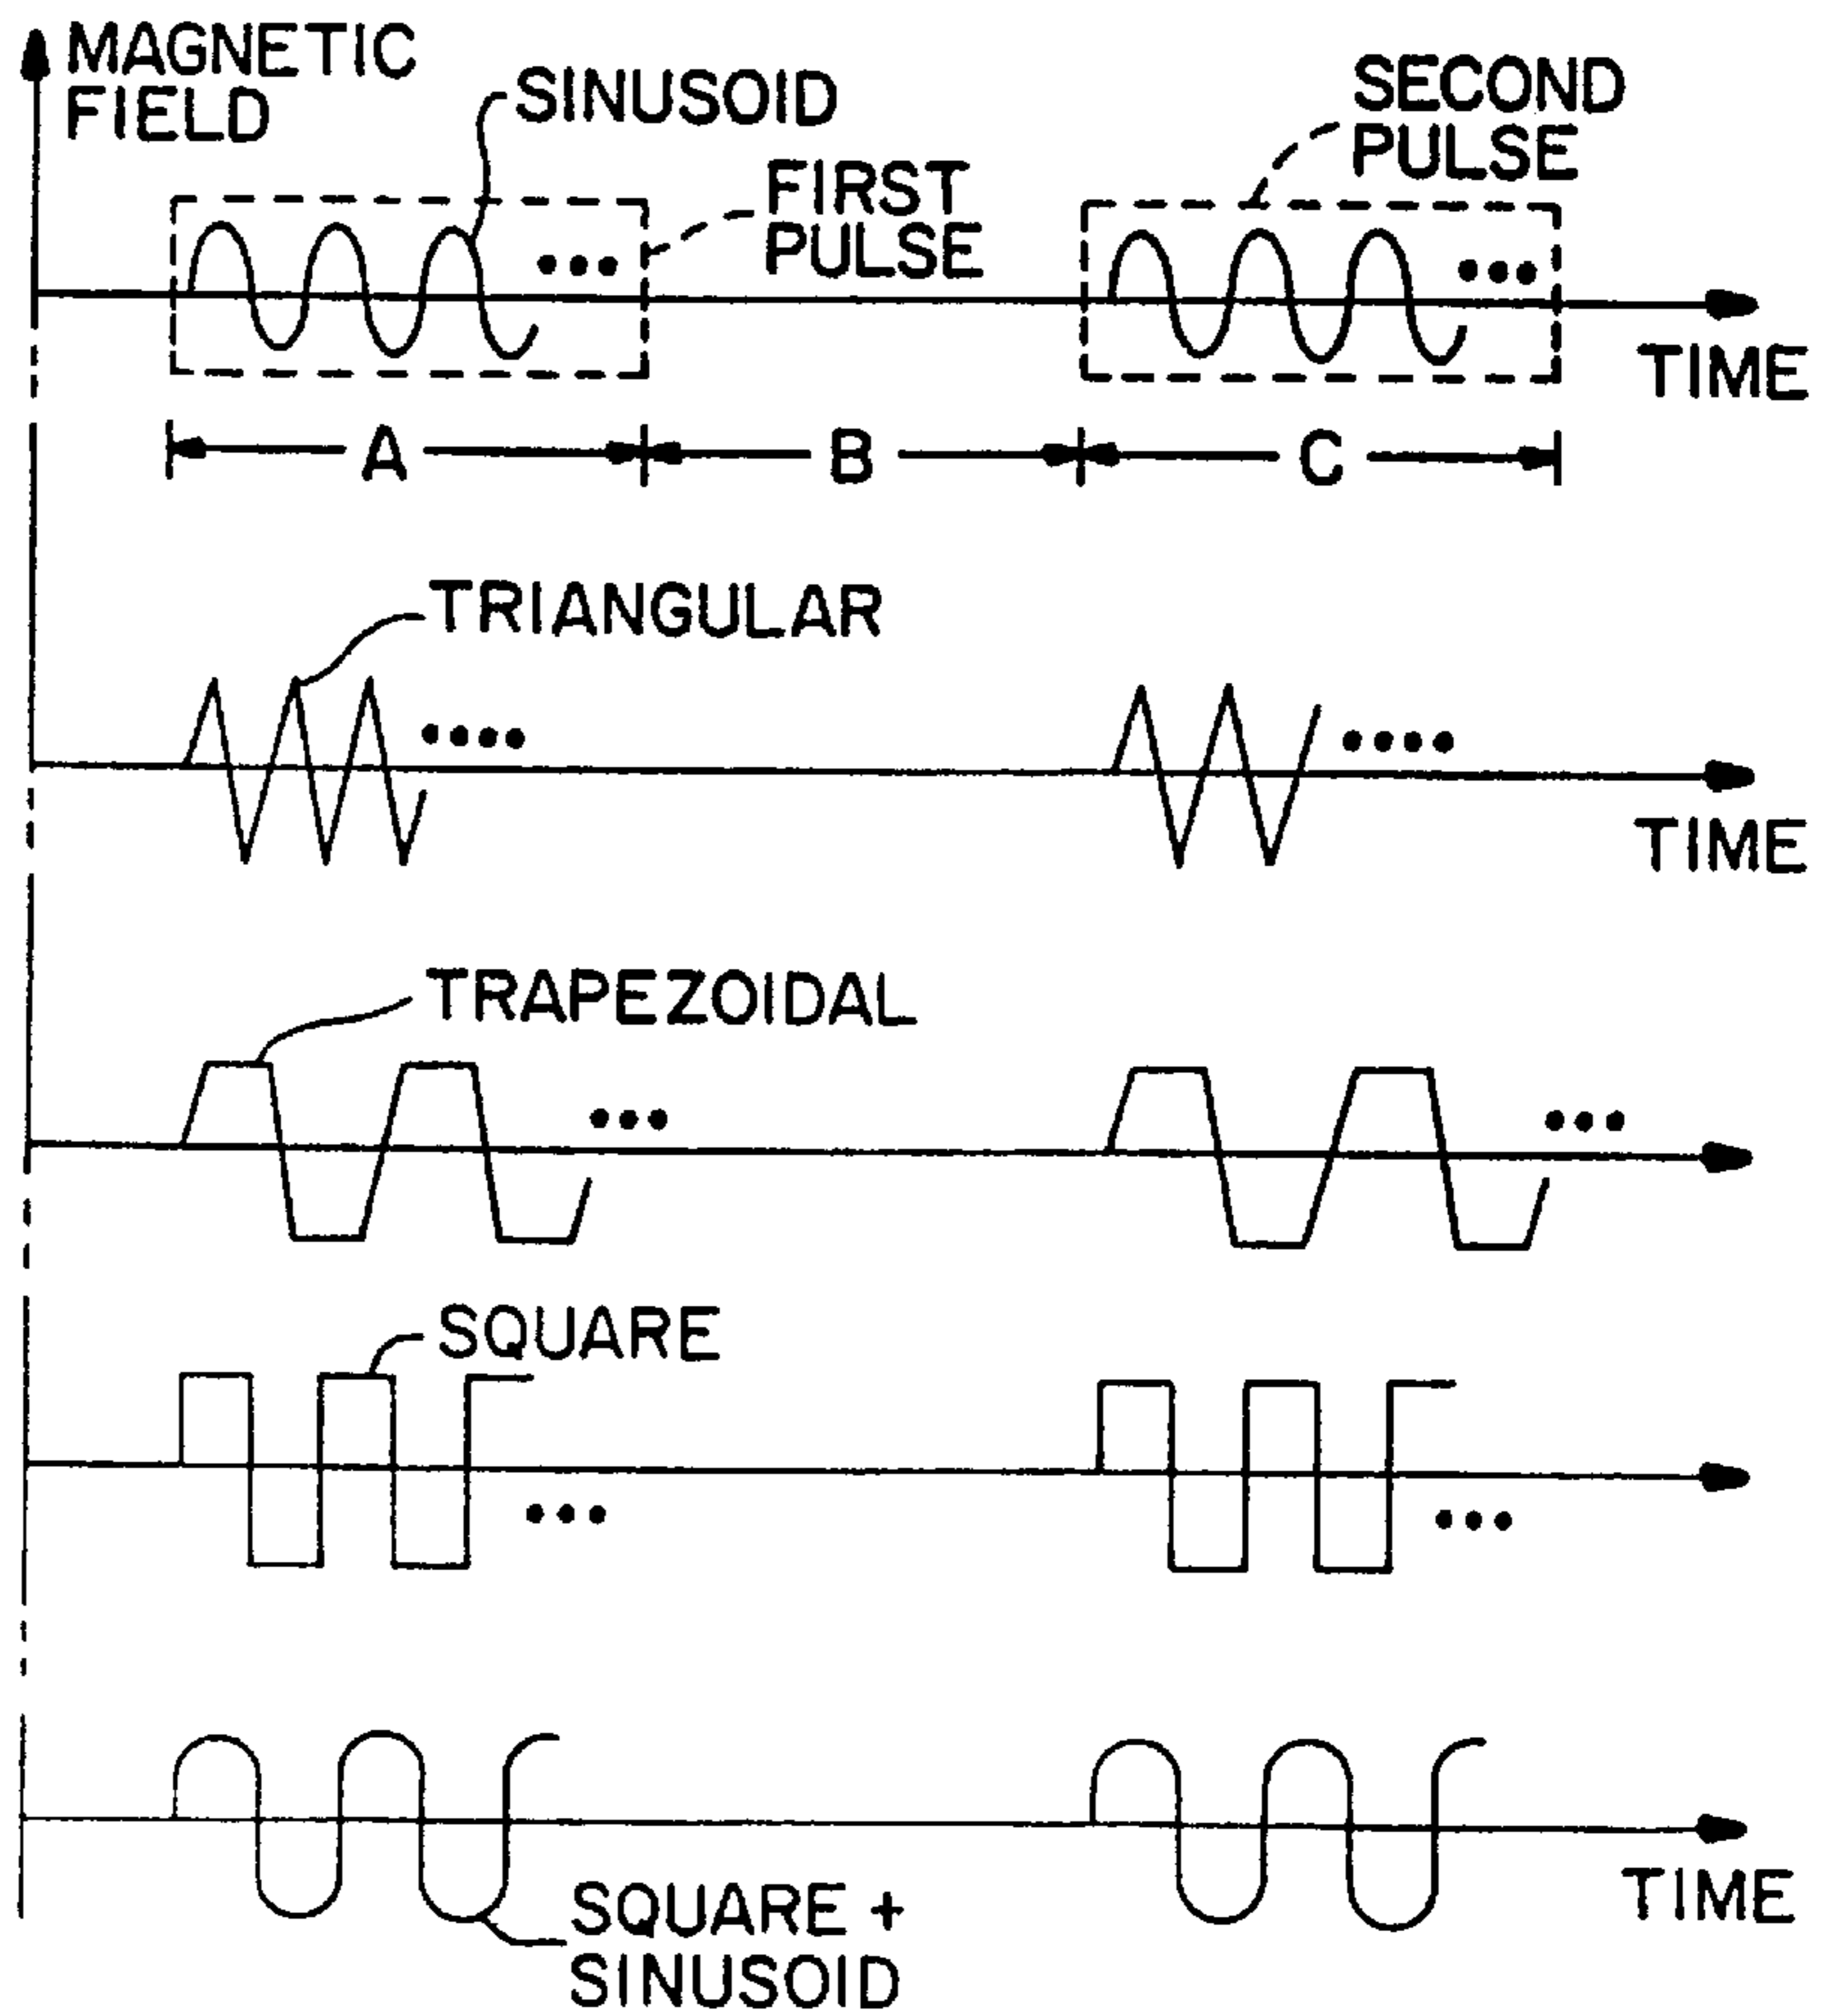 MAGNETIC
FIELD
SINUSOID
FIRST
PULSE
SECOND
PULSE
TIME
A
B
C
TRIANGULAR
TIME
TRAPEZOIDAL
SQUARE
TIME
SQUARE +
SINUSOID